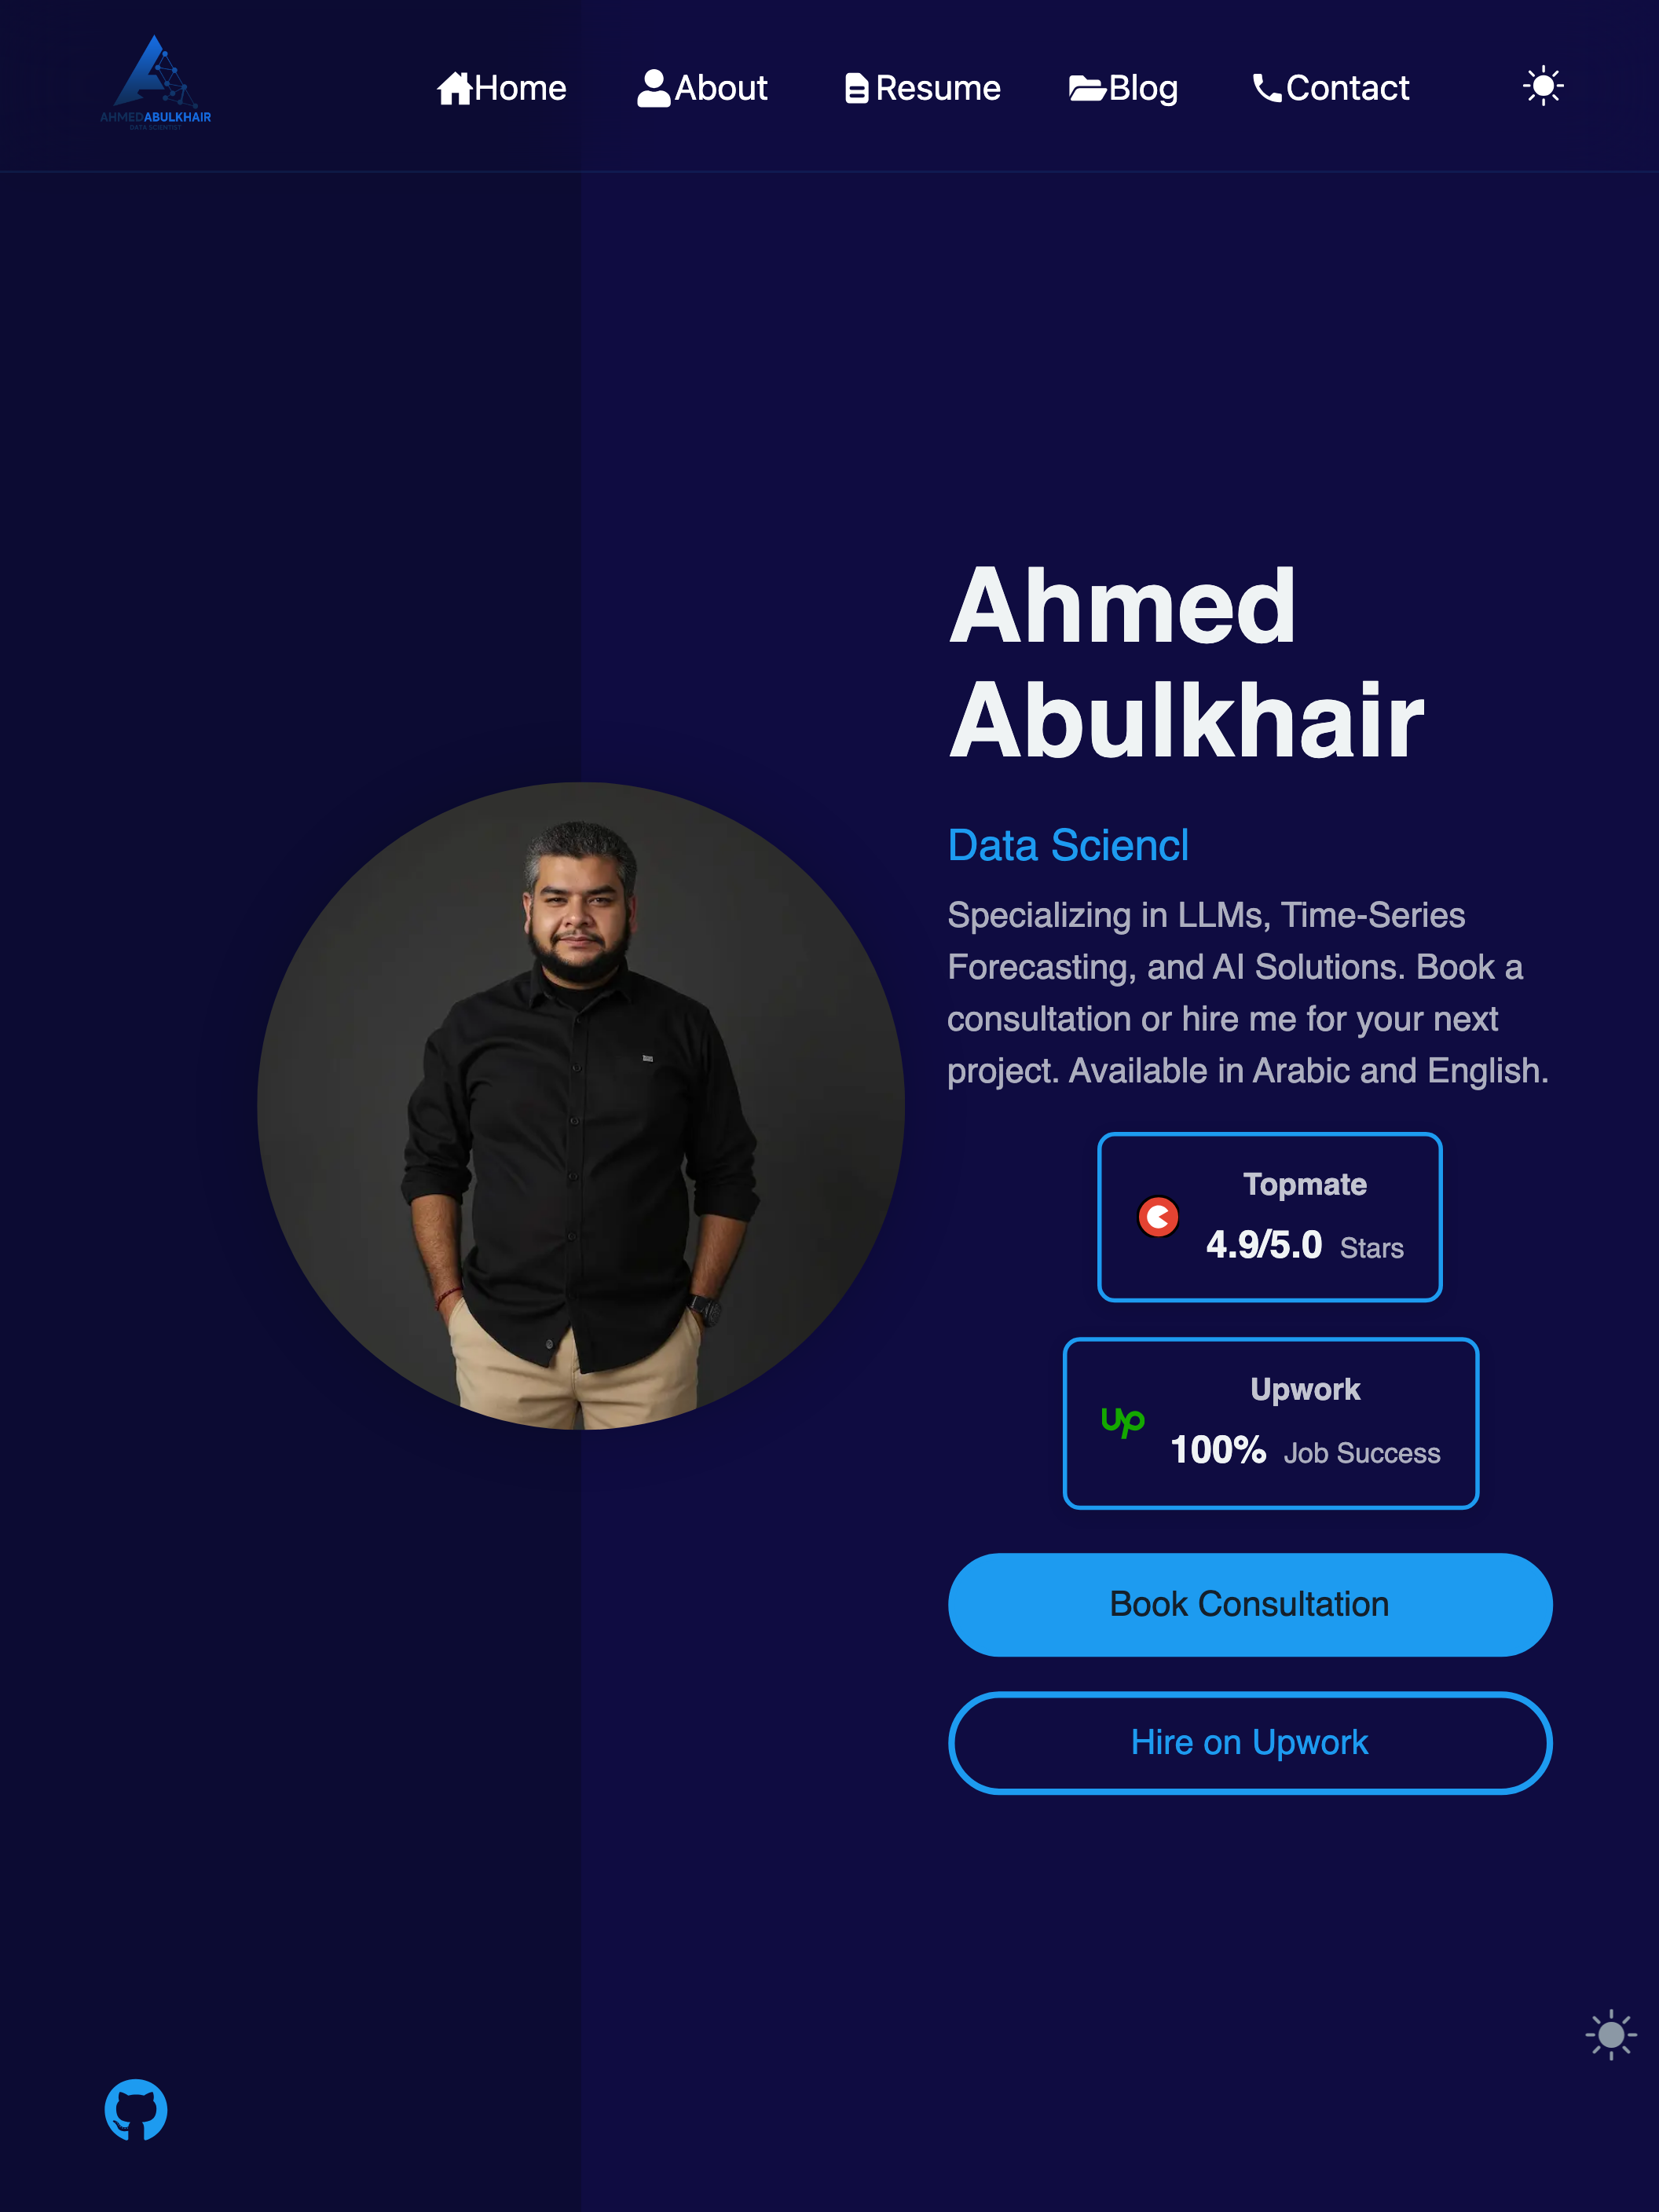 AHMEDABULKHAIR
DATA SCIENTIST
Home About Resume Blog Contact
Ahmed
Abulkhair
Data Sciencl
Specializing in LLMs, Time-Series
Forecasting, and AI Solutions. Book a
consultation or hire me for your next
project. Available in Arabic and English.
Topmate
4.9/5.0 Stars
Upwork
up
100% Job Success
Book Consultation
Hire on Upwork